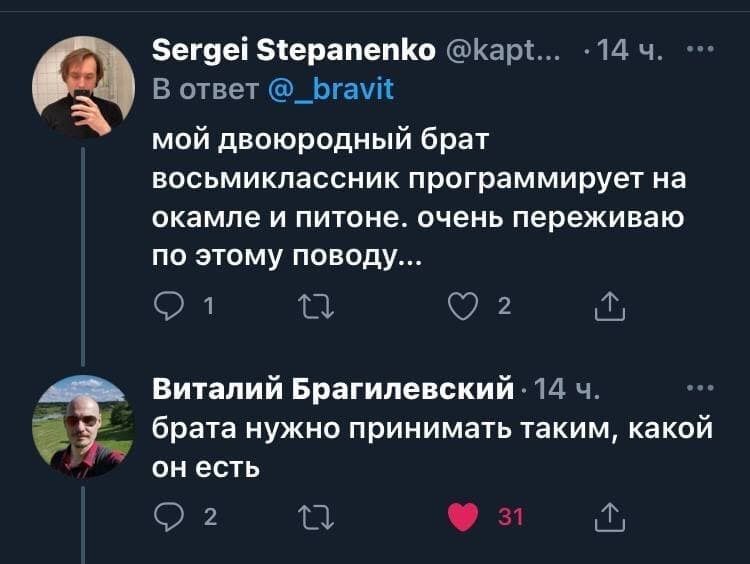 Sergei Stepanenko @kapt... · 14 ч. ...
В ответ @_bravit
мой двоюродный брат
восьмиклассник программирует на
окамле и питоне. очень переживаю
по этому поводу...
1 2
Виталий Брагилевский · 14 ч. ...
брата нужно принимать таким, какой
он есть
2 31